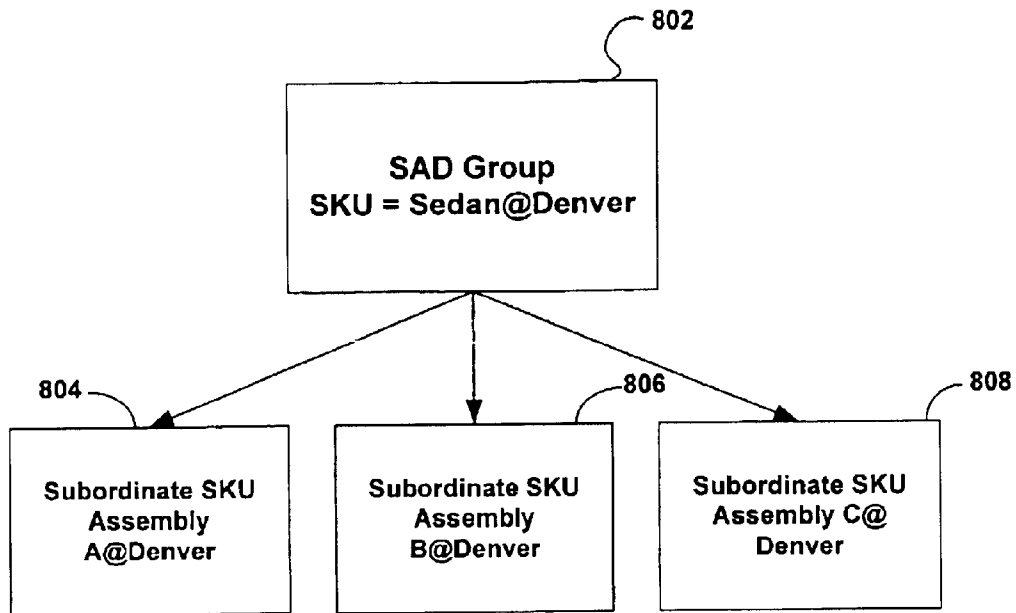 802
SAD Group
SKU = Sedan@Denver
804
806
808
Subordinate SKU
Assembly
A@Denver
Subordinate SKU
Assembly
B@Denver
Subordinate SKU
Assembly C@
Denver